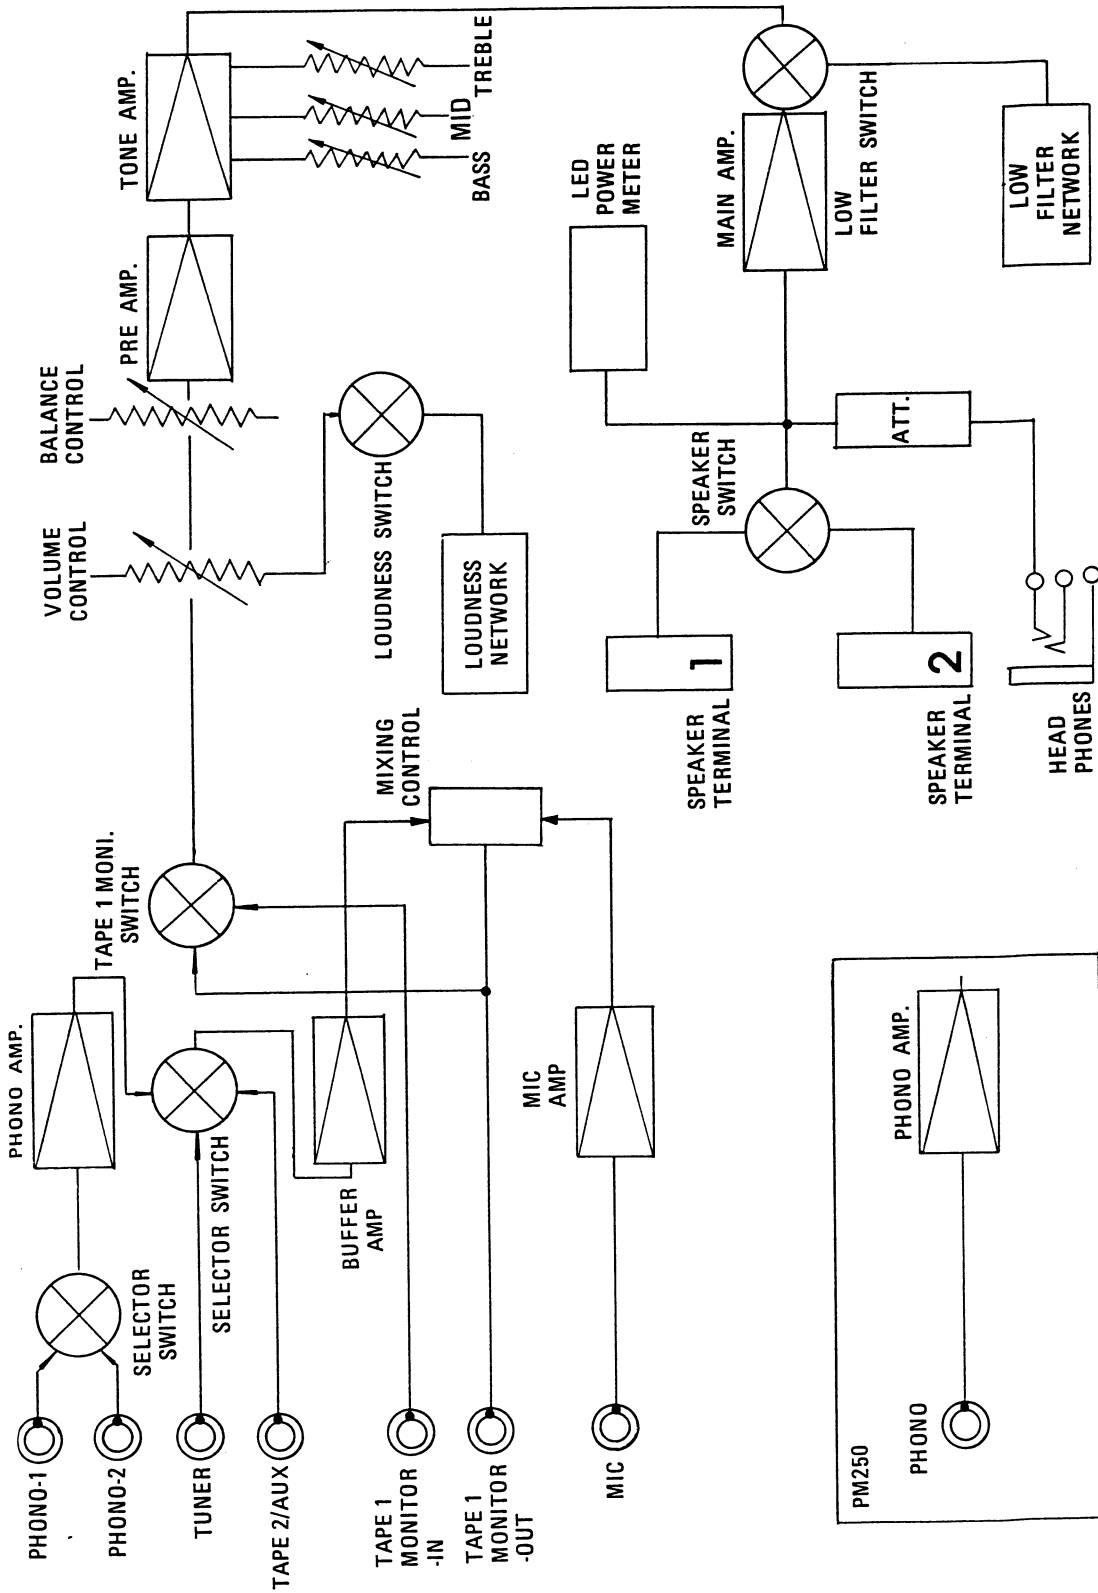 PHONO-1
PHONO-2
TUNER
TAPE 2/AUX
TAPE 1
MONITOR
-IN
TAPE 1
MONITOR
-OUT
MIC
SELECTOR
SWITCH
PHONO AMP.
SELECTOR SWITCH
BUFFER
AMP
TAPE 1 MONI.
SWITCH
MIC
AMP
MIXING
CONTROL
VOLUME
CONTROL
BALANCE
CONTROL
LOUDNESS SWITCH
LOUDNESS
NETWORK
PRE AMP.
TONE AMP.
BASS
MID
TREBLE
LED
POWER
METER
MAIN AMP.
LOW
FILTER SWITCH
LOW
FILTER
NETWORK
SPEAKER
SWITCH
ATT.
1
SPEAKER
TERMINAL
2
SPEAKER
TERMINAL
HEAD
PHONES
PM250
PHONO
PHONO AMP.